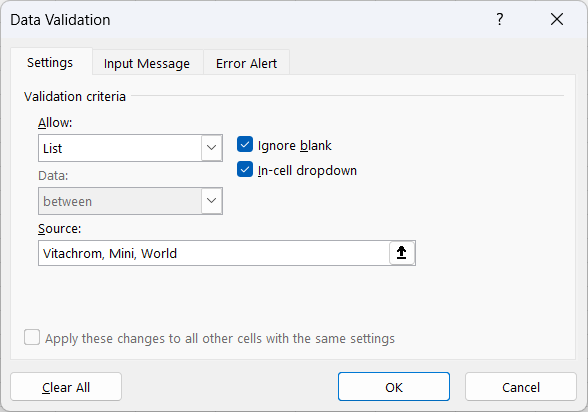 Data Validation ?
Settings Input Message Error Alert
Validation criteria
Allow:
List
Ignore blank
In-cell dropdown
Data:
between
Source:
Vitachrom, Mini, World
Apply these changes to all other cells with the same settings
Clear All OK Cancel